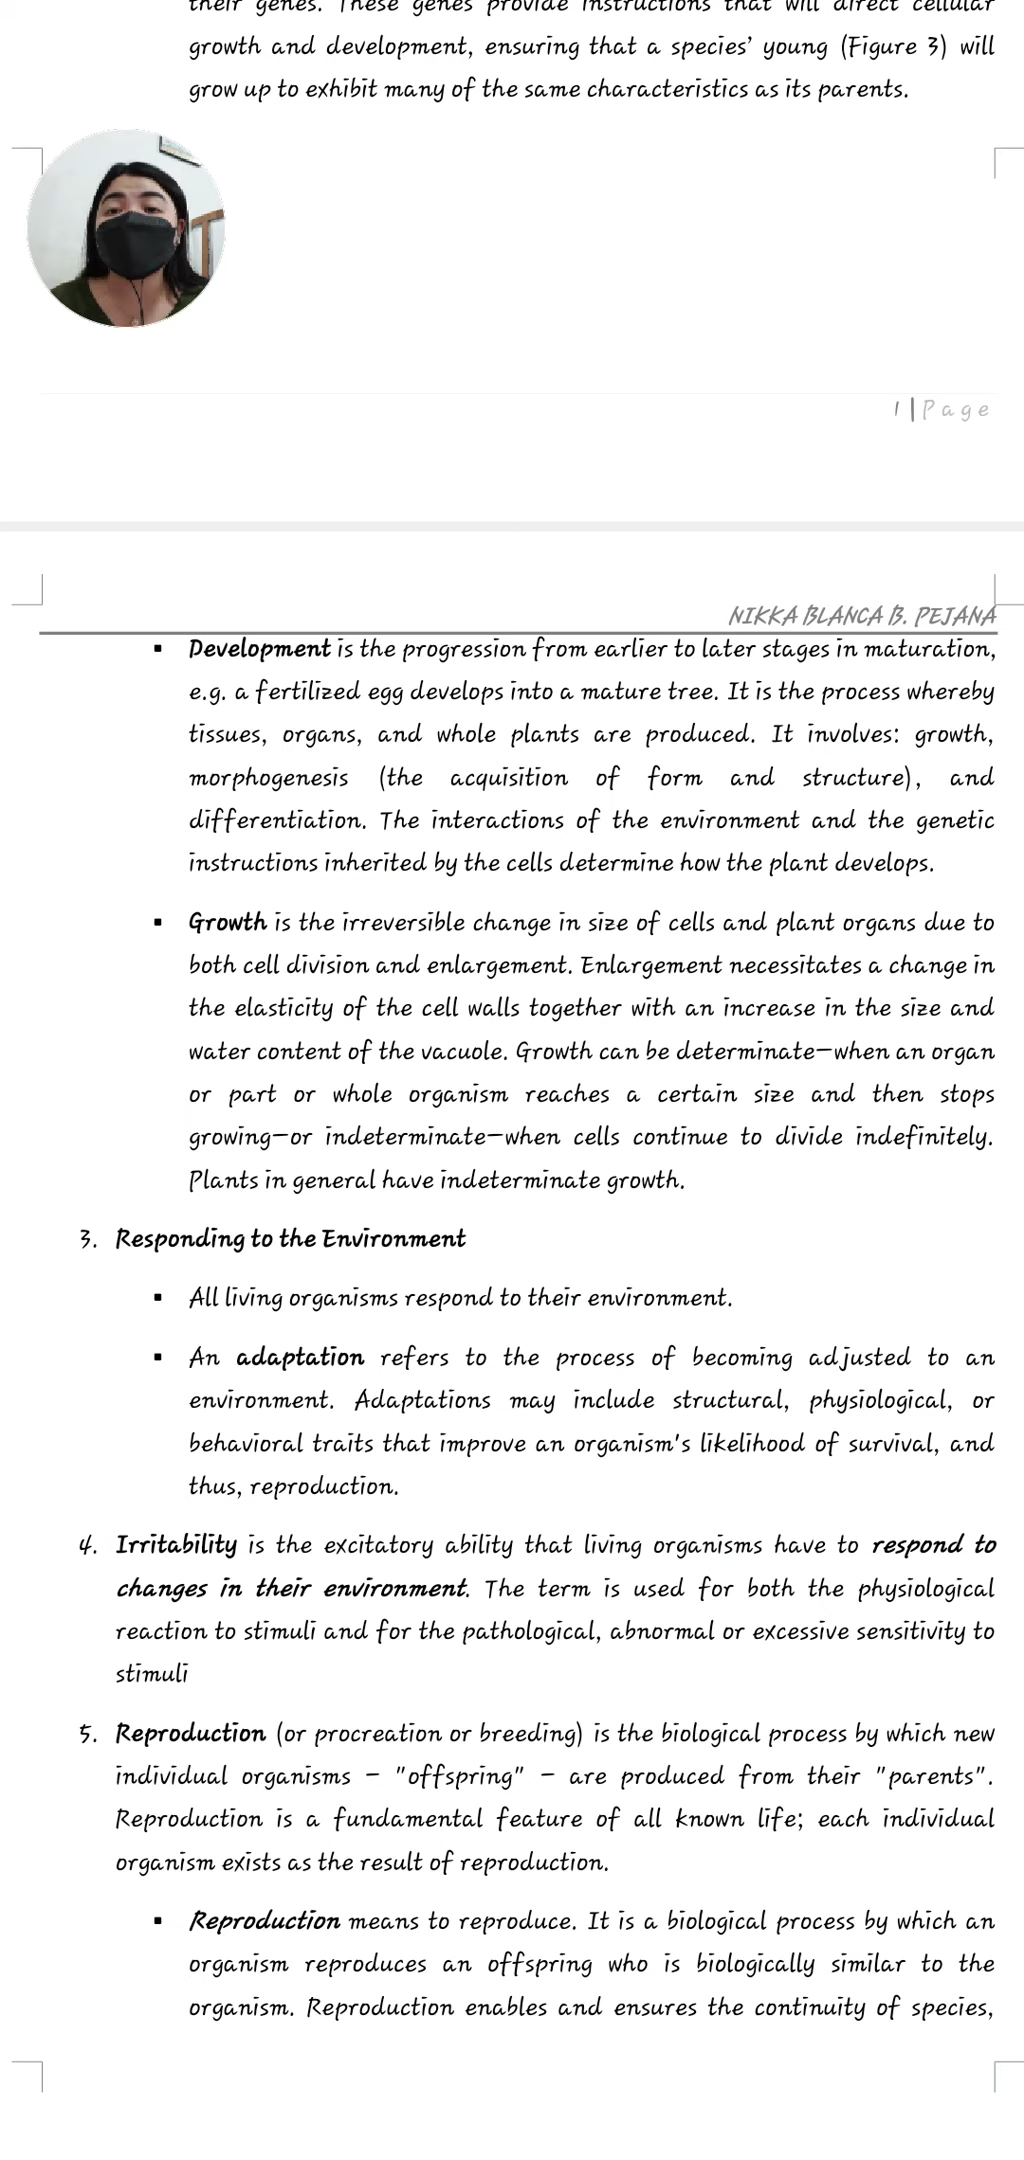 their genes. These genes provide instructions that will direct cellular
growth and development, ensuring that a species’ young (Figure 3) will
grow up to exhibit many of the same characteristics as its parents.
1 | Page
NIKKA BLANCA B. PEJANA
▪ Development is the progression from earlier to later stages in maturation,
e.g. a fertilized egg develops into a mature tree. It is the process whereby
tissues, organs, and whole plants are produced. It involves: growth,
morphogenesis (the acquisition of form and structure), and
differentiation. The interactions of the environment and the genetic
instructions inherited by the cells determine how the plant develops.
▪ Growth is the irreversible change in size of cells and plant organs due to
both cell division and enlargement. Enlargement necessitates a change in
the elasticity of the cell walls together with an increase in the size and
water content of the vacuole. Growth can be determinate—when an organ
or part or whole organism reaches a certain size and then stops
growing—or indeterminate—when cells continue to divide indefinitely.
Plants in general have indeterminate growth.
3. Responding to the Environment
▪ All living organisms respond to their environment.
▪ An adaptation refers to the process of becoming adjusted to an
environment. Adaptations may include structural, physiological, or
behavioral traits that improve an organism's likelihood of survival, and
thus, reproduction.
4. Irritability is the excitatory ability that living organisms have to respond to
changes in their environment. The term is used for both the physiological
reaction to stimuli and for the pathological, abnormal or excessive sensitivity to
stimuli
5. Reproduction (or procreation or breeding) is the biological process by which new
individual organisms – "offspring" – are produced from their "parents".
Reproduction is a fundamental feature of all known life; each individual
organism exists as the result of reproduction.
▪ Reproduction means to reproduce. It is a biological process by which an
organism reproduces an offspring who is biologically similar to the
organism. Reproduction enables and ensures the continuity of species,